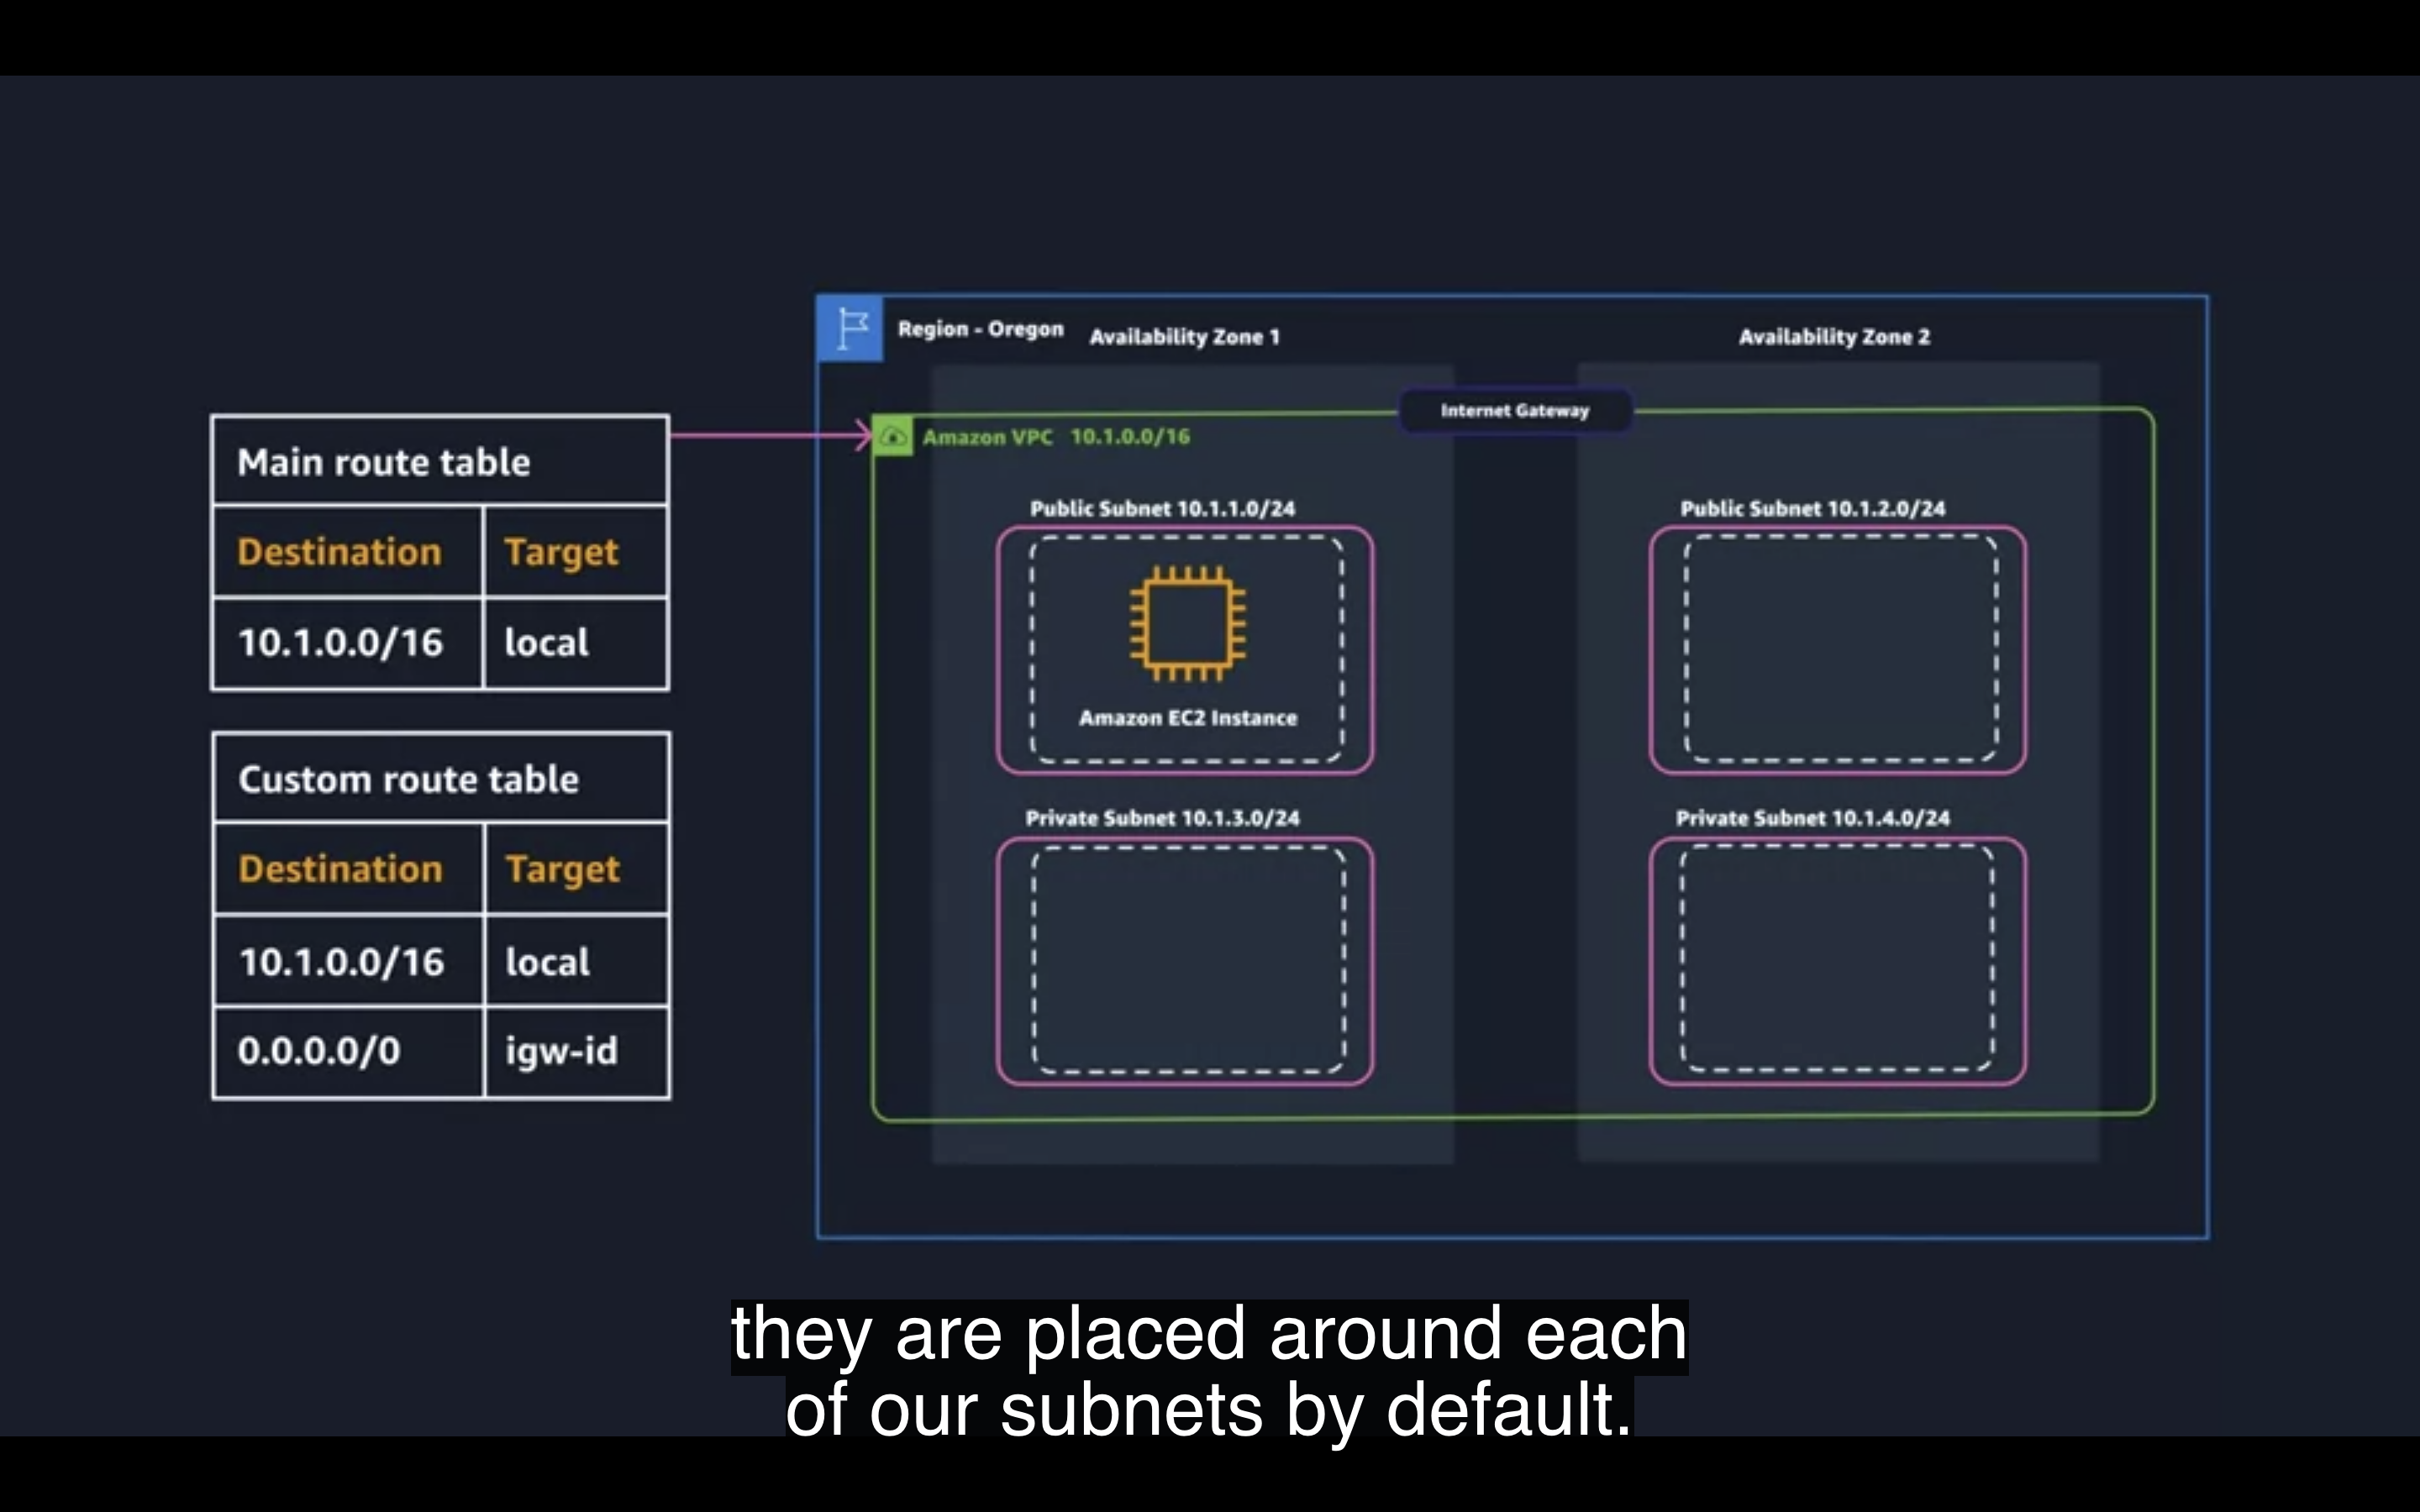 Main route table
Destination Target
10.1.0.0/16 local
Custom route table
Destination Target
10.1.0.0/16 local
0.0.0.0/0 igw-id
Region - Oregon
Availability Zone 1
Availability Zone 2
Internet Gateway
Amazon VPC 10.1.0.0/16
Public Subnet 10.1.1.0/24
Public Subnet 10.1.2.0/24
Amazon EC2 Instance
Private Subnet 10.1.3.0/24
Private Subnet 10.1.4.0/24
they are placed around each
of our subnets by default.